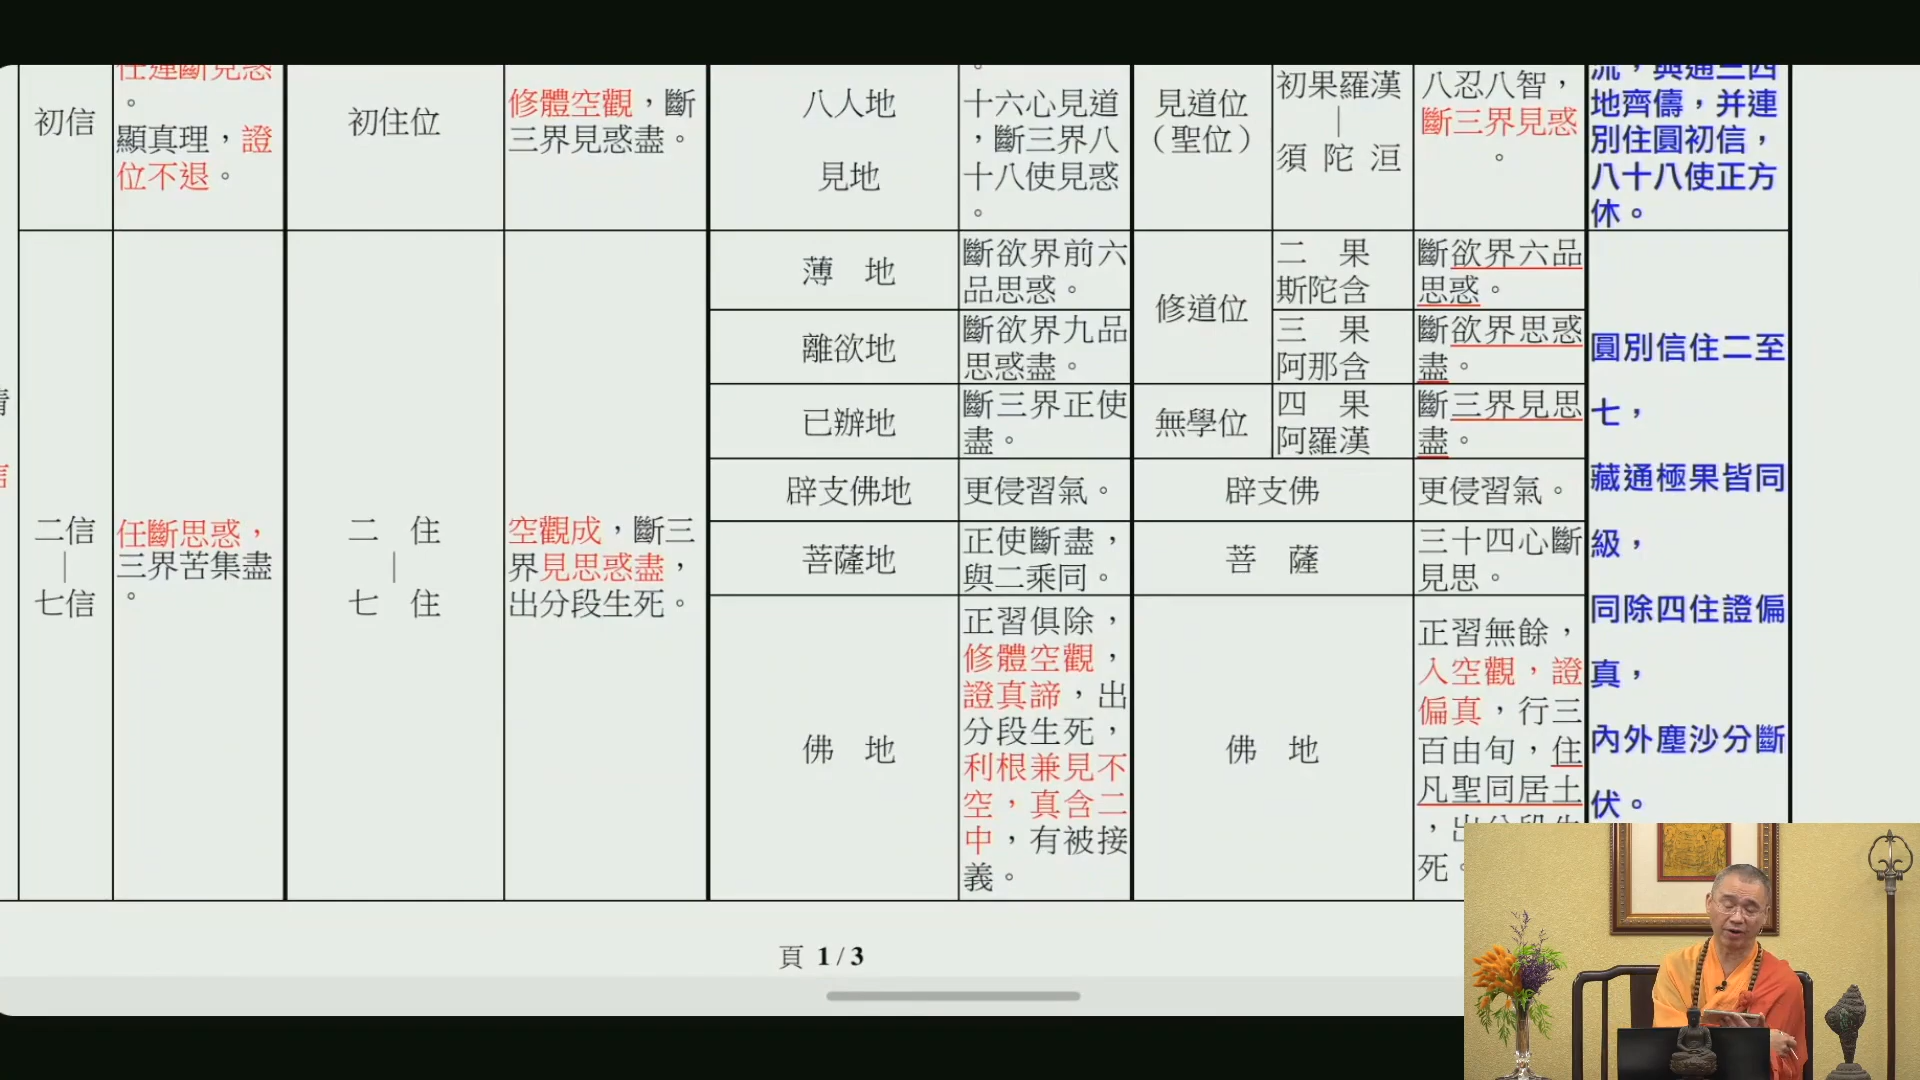 初信
任運斷見惑
。
顯真理，證
位不退。
初住位
修體空觀，斷
三界見惑盡。
八人地
見地
。
十六心見道
，斷三界八
十八使見惑
。
見道位
（聖位）
初果羅漢
｜
須 陀 洹
八忍八智，
斷三界見惑
。
流，與通三四
地齊儔，并連
別住圓初信，
八十八使正方
休。
二信
｜
七信
任斷思惑，
三界苦集盡
。
二　住
｜
七　住
空觀成，斷三
界見思惑盡，
出分段生死。
薄　地
斷欲界前六
品思惑。
修道位
二　果
斯陀含
斷欲界六品
思惑。
離欲地
斷欲界九品
思惑盡。
三　果
阿那含
斷欲界思惑
盡。
已辦地
斷三界正使
盡。
無學位
四　果
阿羅漢
斷三界見思
盡。
辟支佛地
更侵習氣。
辟支佛
更侵習氣。
菩薩地
正使斷盡，
與二乘同。
菩　薩
三十四心斷
見思。
佛　地
正習俱除，
修體空觀，
證真諦，出
分段生死，
利根兼見不
空，真含二
中，有被接
義。
佛　地
正習無餘，
入空觀，證
偏真，行三
百由旬，住
凡聖同居土
，出分段生
死。
圓別信住二至
七，
藏通極果皆同
級，
同除四住證偏
真，
內外塵沙分斷
伏。
頁 1 / 3